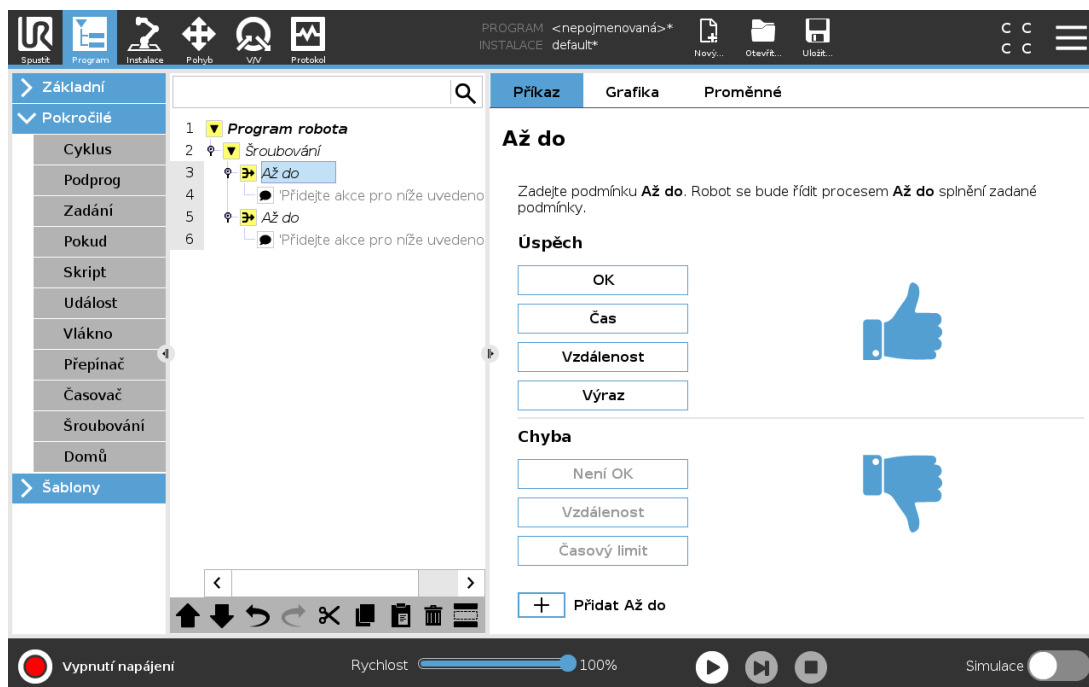 PROGRAM <nepojmenovaná>*
INSTALACE default*
Spustit
Program
Instalace
Pohyb
V/V
Protokol
Nový...
Otevřít...
Uložit...
C C
C C
Základní
Pokročilé
Cyklus
Podprog
Zadání
Pokud
Skript
Událost
Vlákno
Přepínač
Časovač
Šroubování
Domů
Šablony
1 Program robota
2 Šroubování
3 Až do
4 'Přidejte akce pro níže uvedeno
5 Až do
6 'Přidejte akce pro níže uvedeno
Příkaz Grafika Proměnné
Až do
Zadejte podmínku Až do. Robot se bude řídit procesem Až do splnění zadané
podmínky.
Úspěch
OK
Čas
Vzdálenost
Výraz
Chyba
Není OK
Vzdálenost
Časový limit
Přidat Až do
Vypnutí napájení
Rychlost
100%
Simulace